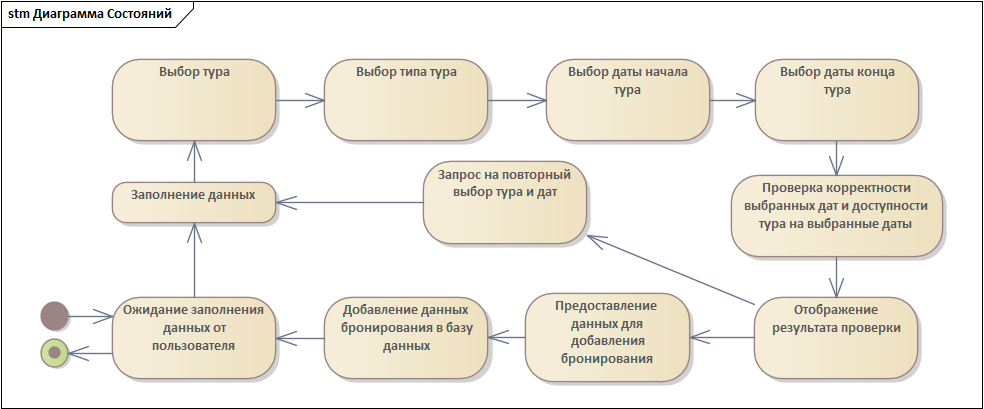 stm Диаграмма Состояний
Выбор тура
Выбор типа тура
Выбор даты начала
тура
Выбор даты конца
тура
Заполнение данных
Запрос на повторный
выбор тура и дат
Проверка корректности
выбранных дат и доступности
тура на выбранные даты
Ожидание заполнения
данных от
пользователя
Добавление данных
бронирования в базу
данных
Предоставление
данных для
добавления
бронирования
Отображение
результата проверки